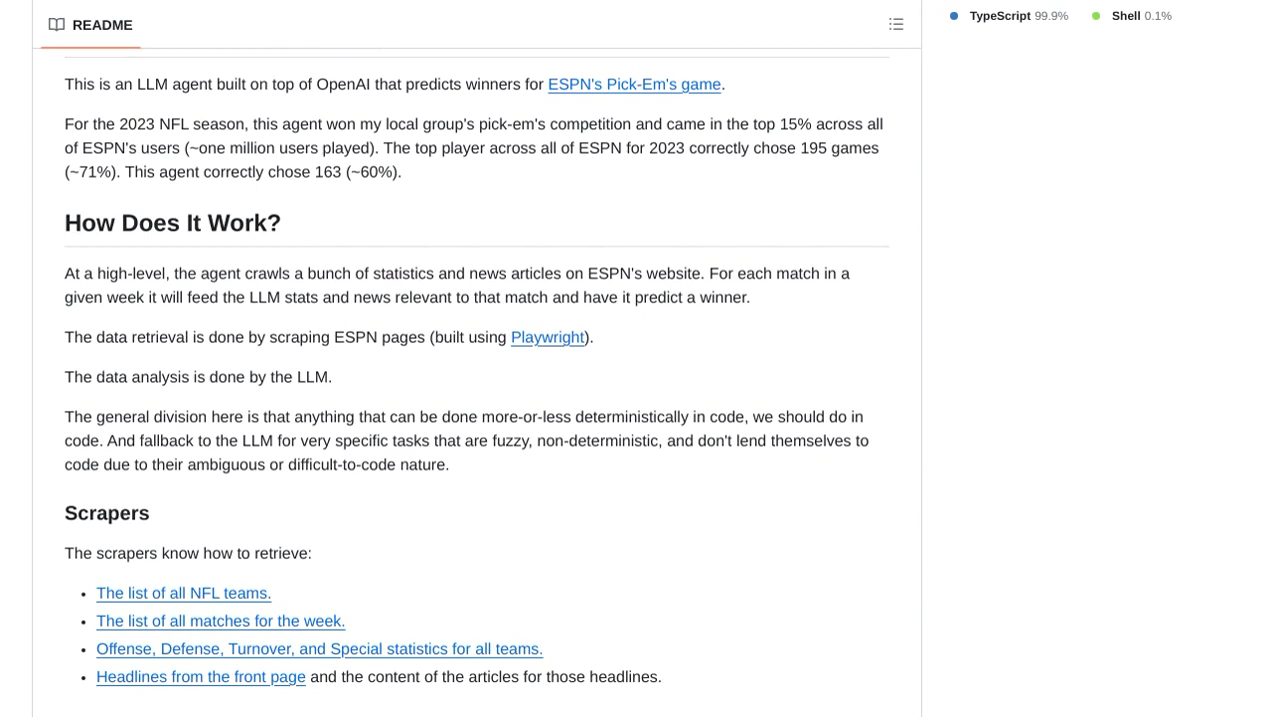 README
TypeScript 99.9% Shell 0.1%
This is an LLM agent built on top of OpenAI that predicts winners for ESPN's Pick-Em's game.
For the 2023 NFL season, this agent won my local group's pick-em's competition and came in the top 15% across all
of ESPN's users (~one million users played). The top player across all of ESPN for 2023 correctly chose 195 games
(~71%). This agent correctly chose 163 (~60%).
How Does It Work?
At a high-level, the agent crawls a bunch of statistics and news articles on ESPN's website. For each match in a
given week it will feed the LLM stats and news relevant to that match and have it predict a winner.
The data retrieval is done by scraping ESPN pages (built using Playwright).
The data analysis is done by the LLM.
The general division here is that anything that can be done more-or-less deterministically in code, we should do in
code. And fallback to the LLM for very specific tasks that are fuzzy, non-deterministic, and don't lend themselves to
code due to their ambiguous or difficult-to-code nature.
Scrapers
The scrapers know how to retrieve:
• The list of all NFL teams.
• The list of all matches for the week.
• Offense, Defense, Turnover, and Special statistics for all teams.
• Headlines from the front page and the content of the articles for those headlines.